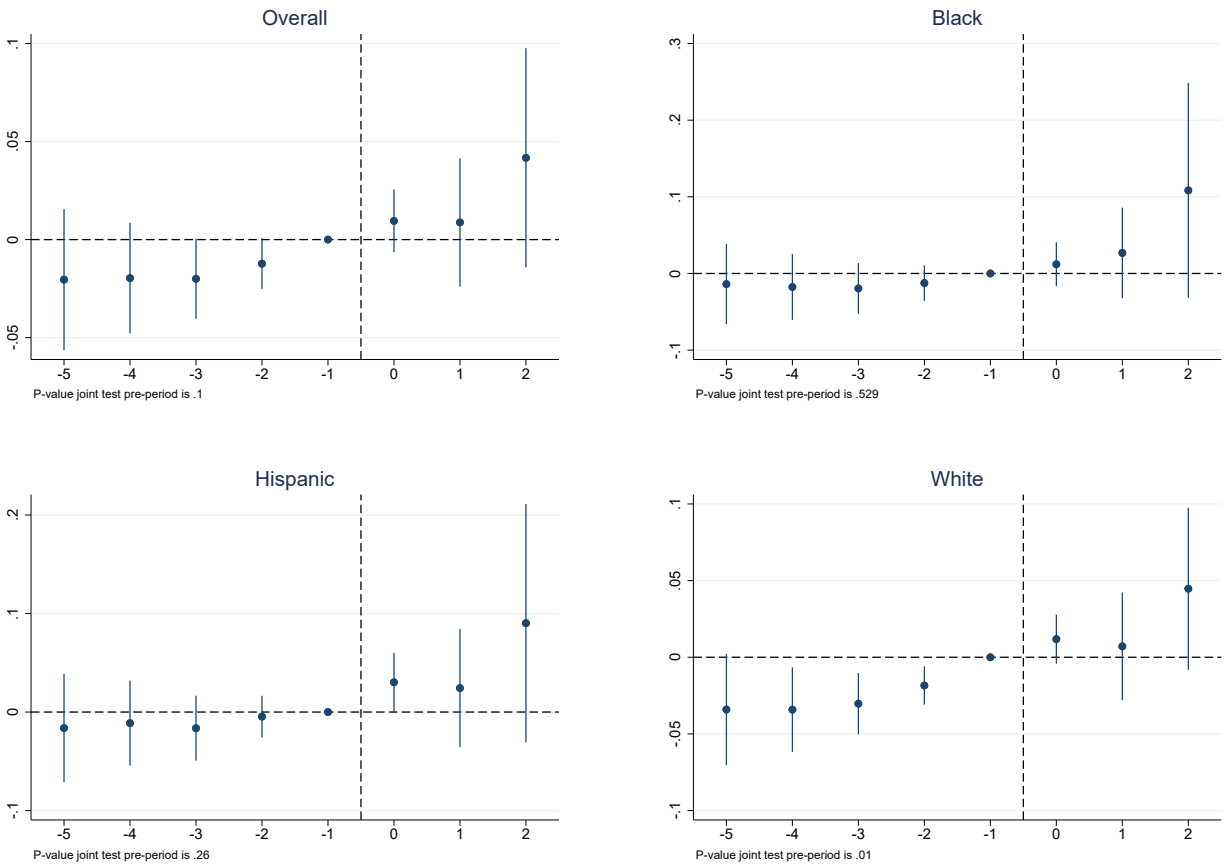 Overall
.1
.05
0
-.05
-5 -4 -3 -2 -1 0 1 2
P-value joint test pre-period is .1
Black
.3
.2
.1
0
-.1
-5 -4 -3 -2 -1 0 1 2
P-value joint test pre-period is .529
Hispanic
.2
.1
0
-.1
-5 -4 -3 -2 -1 0 1 2
P-value joint test pre-period is .26
White
.1
.05
0
-.05
-.1
-5 -4 -3 -2 -1 0 1 2
P-value joint test pre-period is .01